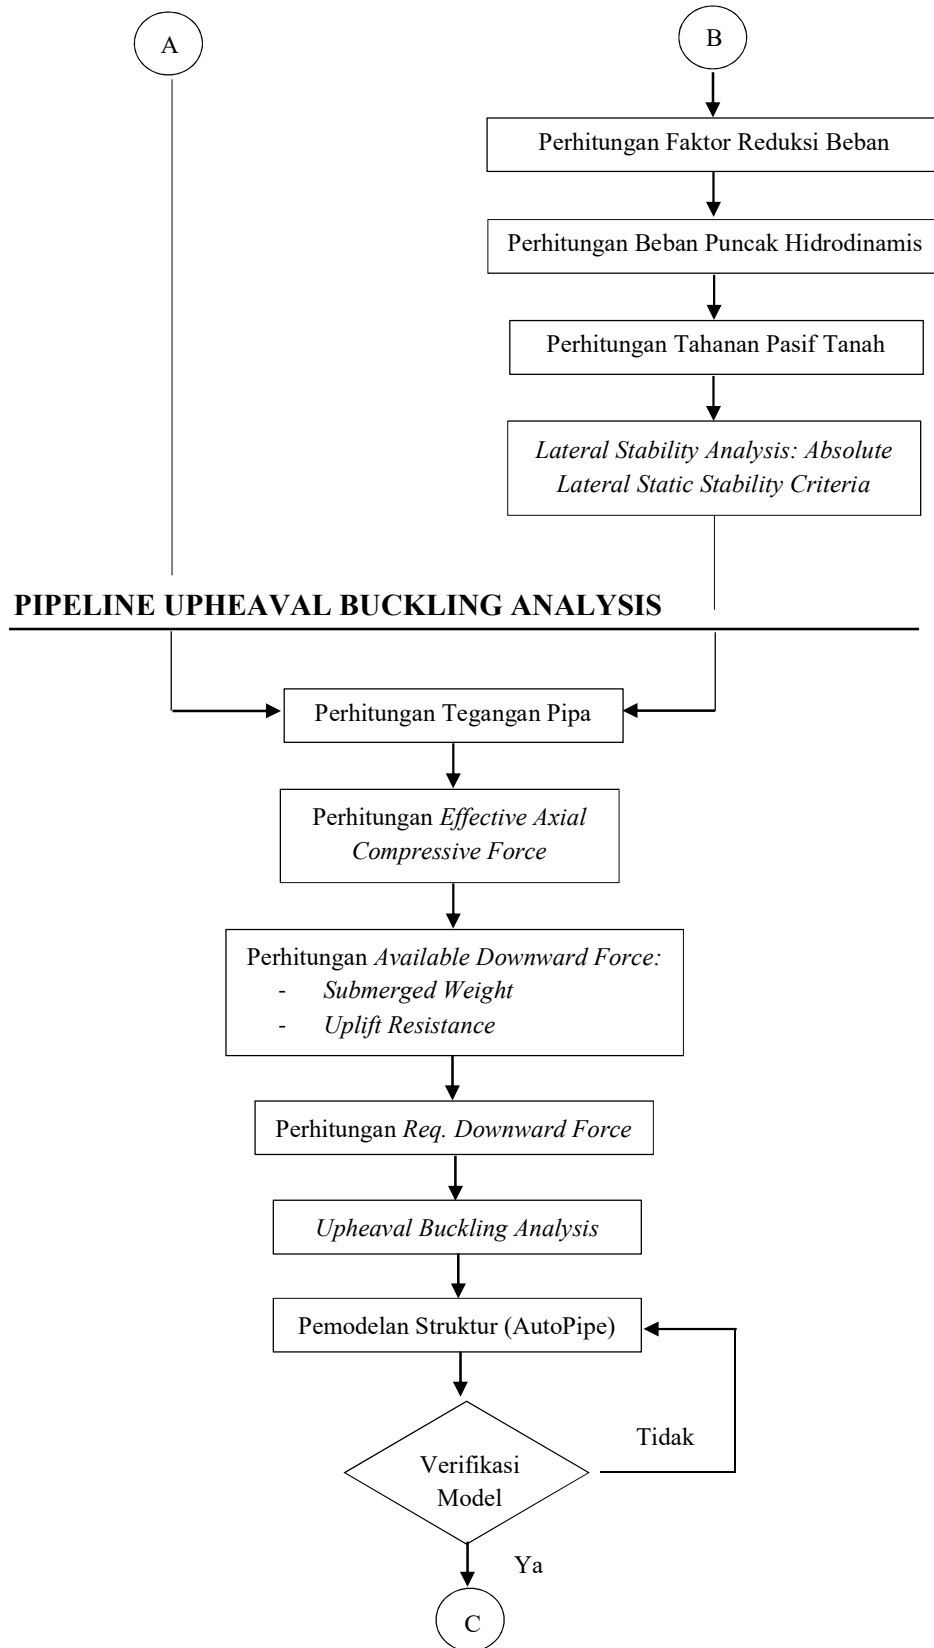 A
B
Perhitungan Faktor Reduksi Beban
Perhitungan Beban Puncak Hidrodinamis
Perhitungan Tahanan Pasif Tanah
Lateral Stability Analysis: Absolute
Lateral Static Stability Criteria
PIPELINE UPHEAVAL BUCKLING ANALYSIS
Perhitungan Tegangan Pipa
Perhitungan Effective Axial
Compressive Force
Perhitungan Available Downward Force:
- Submerged Weight
- Uplift Resistance
Perhitungan Req. Downward Force
Upheaval Buckling Analysis
Pemodelan Struktur (AutoPipe)
Tidak
Verifikasi
Model
Ya
C